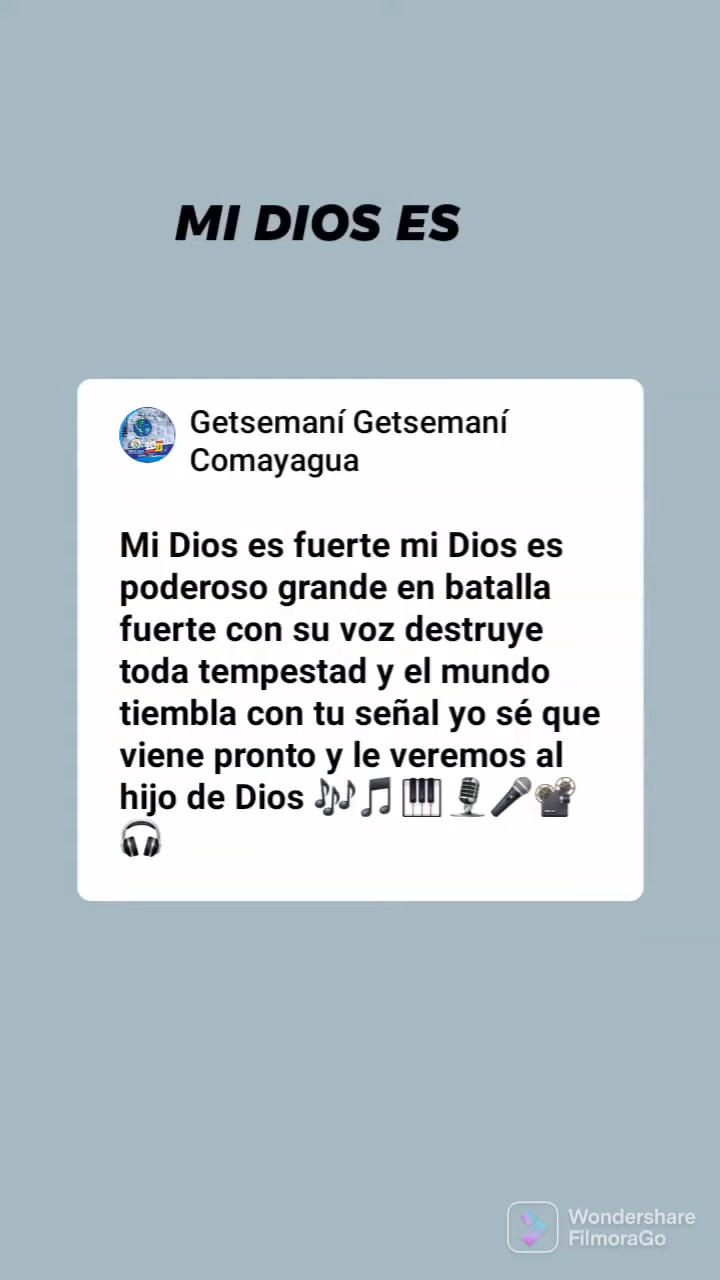 MI DIOS ES
Getsemaní Getsemaní
Comayagua
Mi Dios es fuerte mi Dios es
poderoso grande en batalla
fuerte con su voz destruye
toda tempestad y el mundo
tiembla con tu señal yo sé que
viene pronto y le veremos al
hijo de Dios 🎶🎵🎹🎙️🎤📽️
🎧
Wondershare
FilmoraGo